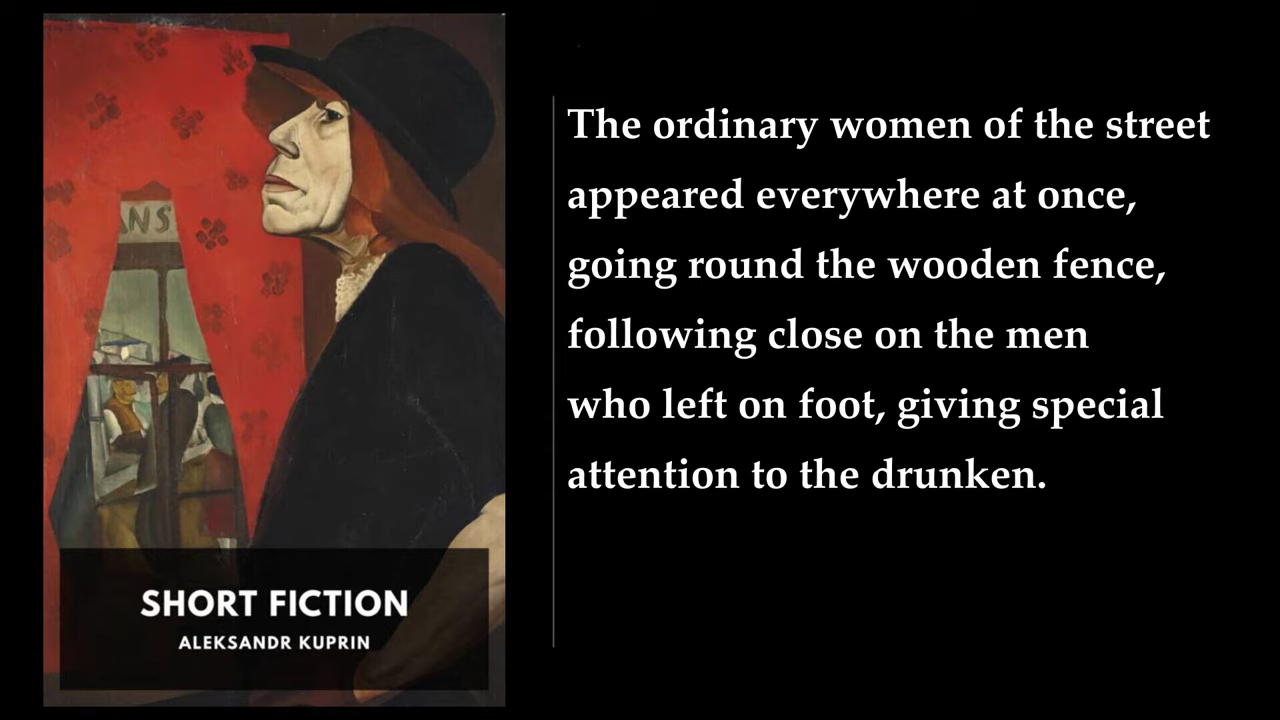 ANS
SHORT FICTION
ALEKSANDR KUPRIN
The ordinary women of the street
appeared everywhere at once,
going round the wooden fence,
following close on the men
who left on foot, giving special
attention to the drunken.